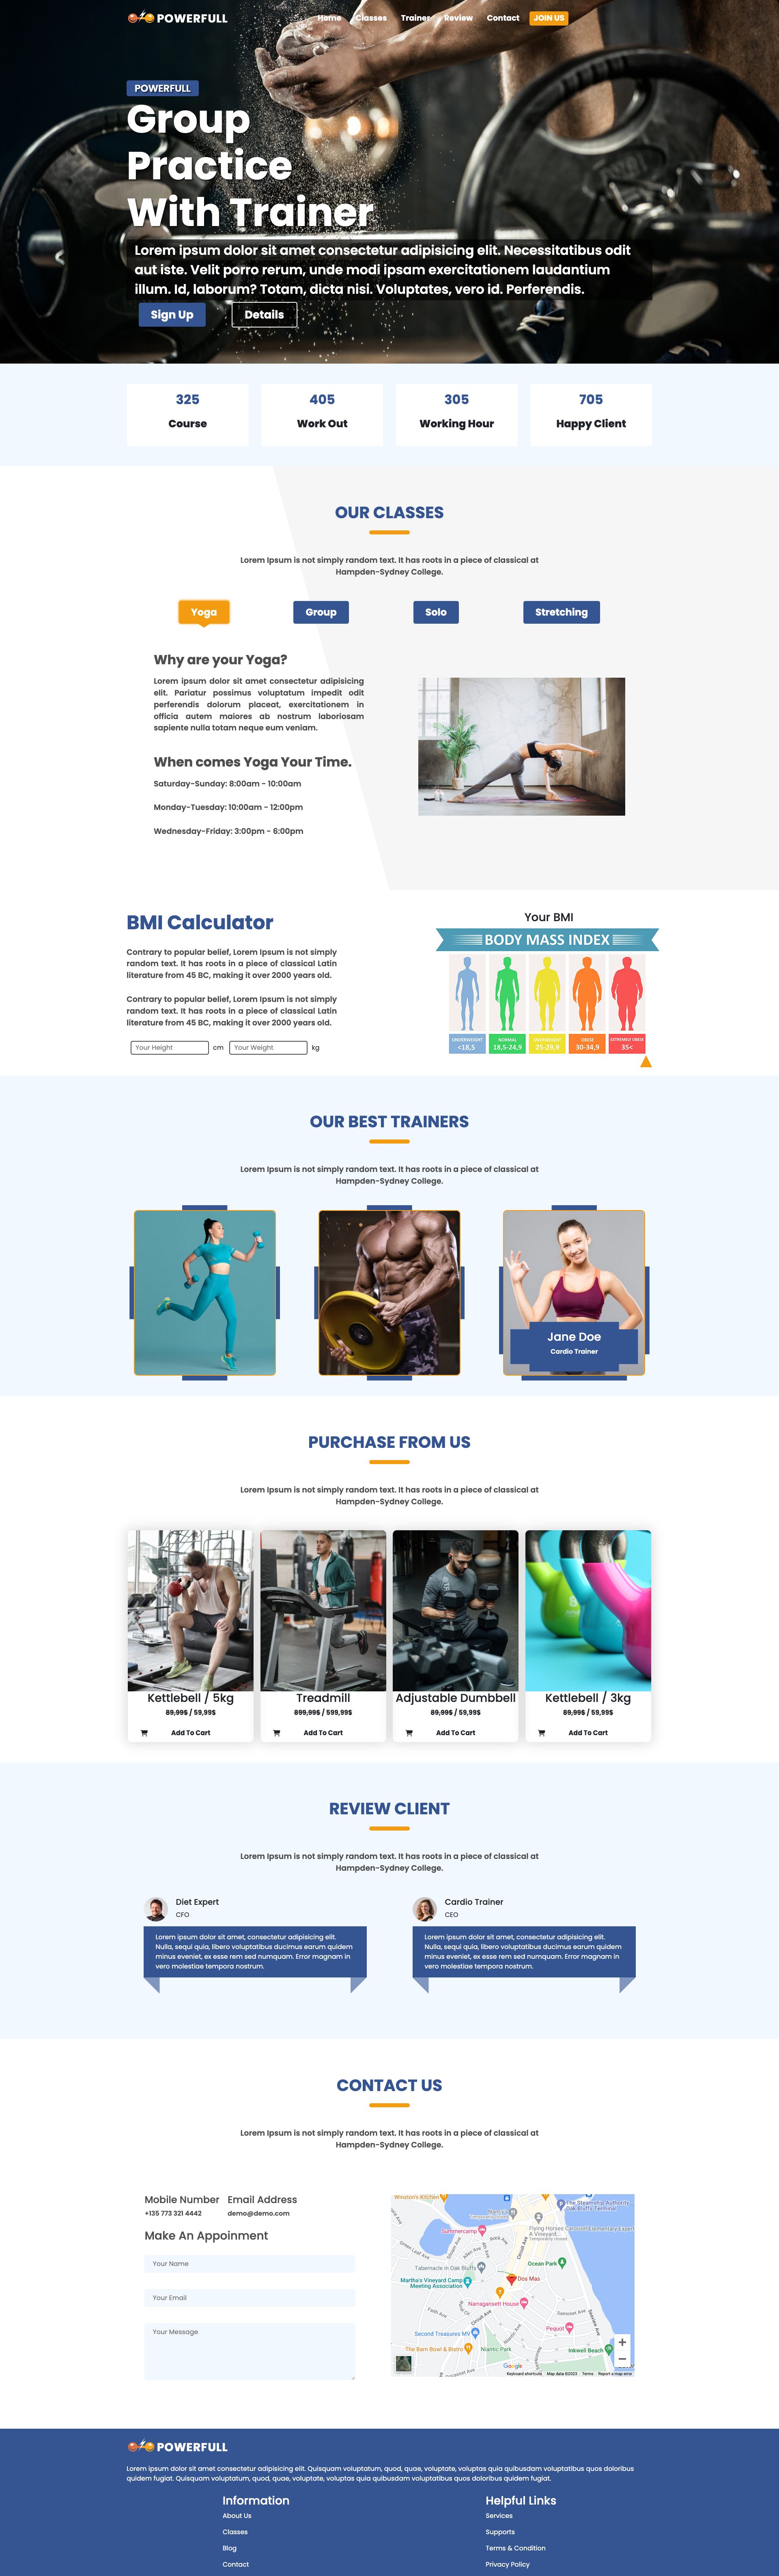 POWERFULL
Home Classes Trainer Review Contact JOIN US
POWERFULL
Group
Practice
With Trainer
Lorem ipsum dolor sit amet consectetur adipisicing elit. Necessitatibus odit
aut iste. Velit porro rerum, unde modi ipsam exercitationem laudantium
illum. Id, laborum? Totam, dicta nisi. Voluptates, vero id. Perferendis.
Sign Up Details
325 405 305 705
Course Work Out Working Hour Happy Client
OUR CLASSES
Lorem Ipsum is not simply random text. It has roots in a piece of classical at
Hampden-Sydney College.
Yoga Group Solo Stretching
Why are your Yoga?
Lorem ipsum dolor sit amet consectetur adipisicing
elit. Pariatur possimus voluptatum impedit odit
perferendis dolorum placeat, exercitationem in
officia autem maiores ab nostrum laboriosam
sapiente nulla totam neque eum veniam.
When comes Yoga Your Time.
Saturday-Sunday: 8:00am - 10:00am
Monday-Tuesday: 10:00am - 12:00pm
Wednesday-Friday: 3:00pm - 6:00pm
BMI Calculator
Contrary to popular belief, Lorem Ipsum is not simply
random text. It has roots in a piece of classical Latin
literature from 45 BC, making it over 2000 years old.
Contrary to popular belief, Lorem Ipsum is not simply
random text. It has roots in a piece of classical Latin
literature from 45 BC, making it over 2000 years old.
Your Height cm Your Weight kg
Your BMI
BODY MASS INDEX
UNDERWEIGHT NORMAL OVERWEIGHT OBESE EXTREMELY OBESE
<18,5 18,5-24,9 25-29,9 30-34,9 35<
OUR BEST TRAINERS
Lorem Ipsum is not simply random text. It has roots in a piece of classical at
Hampden-Sydney College.
Jane Doe
Cardio Trainer
PURCHASE FROM US
Lorem Ipsum is not simply random text. It has roots in a piece of classical at
Hampden-Sydney College.
Kettlebell / 5kg Treadmill Adjustable Dumbbell Kettlebell / 3kg
89,99$ / 59,99$ 899,99$ / 599,99$ 89,99$ / 59,99$ 89,99$ / 59,99$
Add To Cart Add To Cart Add To Cart Add To Cart
REVIEW CLIENT
Lorem Ipsum is not simply random text. It has roots in a piece of classical at
Hampden-Sydney College.
Diet Expert
CFO
Lorem ipsum dolor sit amet, consectetur adipisicing elit.
Nulla, sequi quia, libero voluptatibus ducimus earum quidem
minus eveniet, ex esse rem sed numquam. Error magnam in
vero molestiae tempora nostrum.
Cardio Trainer
CEO
Lorem ipsum dolor sit amet, consectetur adipisicing elit.
Nulla, sequi quia, libero voluptatibus ducimus earum quidem
minus eveniet, ex esse rem sed numquam. Error magnam in
vero molestiae tempora nostrum.
CONTACT US
Lorem Ipsum is not simply random text. It has roots in a piece of classical at
Hampden-Sydney College.
Mobile Number Email Address
+135 773 321 4442 demo@demo.com
Make An Appoinment
Your Name
Your Email
Your Message
Winston's Kitchen
The Steamship Authority
Oak Bluffs Terminal
Nancy's
Temporarily closed
Flying Horses Carousel
Elementary Experi
A Vineyard...
Temporarily closed
Summercamp
Ocean Park
Tabernacle in Oak Bluffs
Martha's Vineyard Camp
Meeting Association
Dos Mas
Narragansett House
Samoset Ave
Circuit Ave
Pequot
Second Treasures MV
The Barn Bowl & Bistro
Niantic Park
Inkwell Beach
Google
Keyboard shortcuts Map data ©2023 Terms Report a map error
POWERFULL
Lorem ipsum dolor sit amet consectetur adipisicing elit. Quisquam voluptatum, quod, quae, voluptate, voluptas quia quibusdam voluptatibus quos doloribus
quidem fugiat. Quisquam voluptatum, quod, quae, voluptate, voluptas quia quibusdam voluptatibus quos doloribus quidem fugiat.
Information
About Us
Classes
Blog
Contact
Helpful Links
Services
Supports
Terms & Condition
Privacy Policy